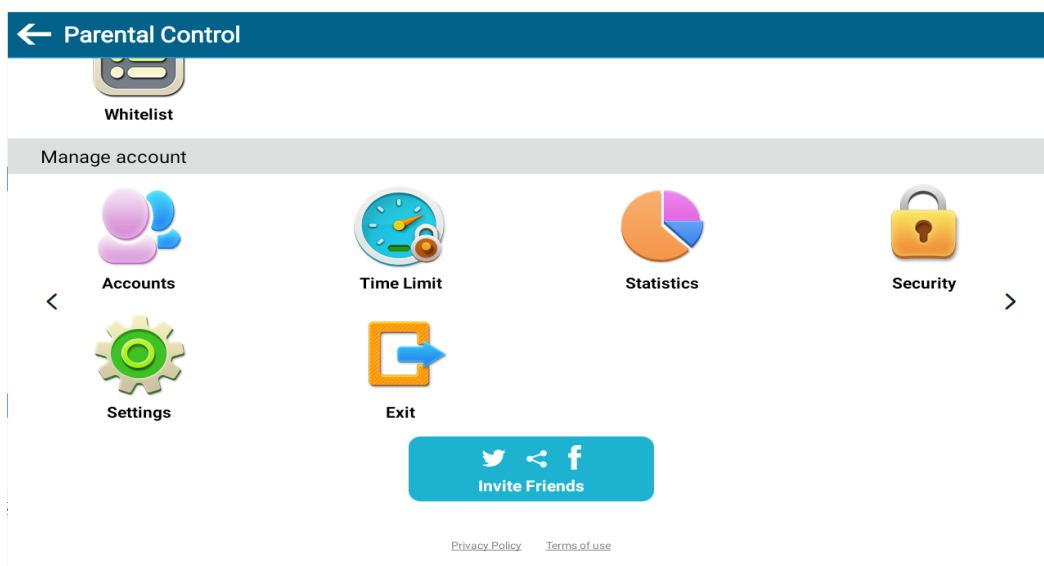 Parental Control
Whitelist
Manage account
Accounts
Time Limit
Statistics
Security
Settings
Exit
Invite Friends
Privacy Policy Terms of use